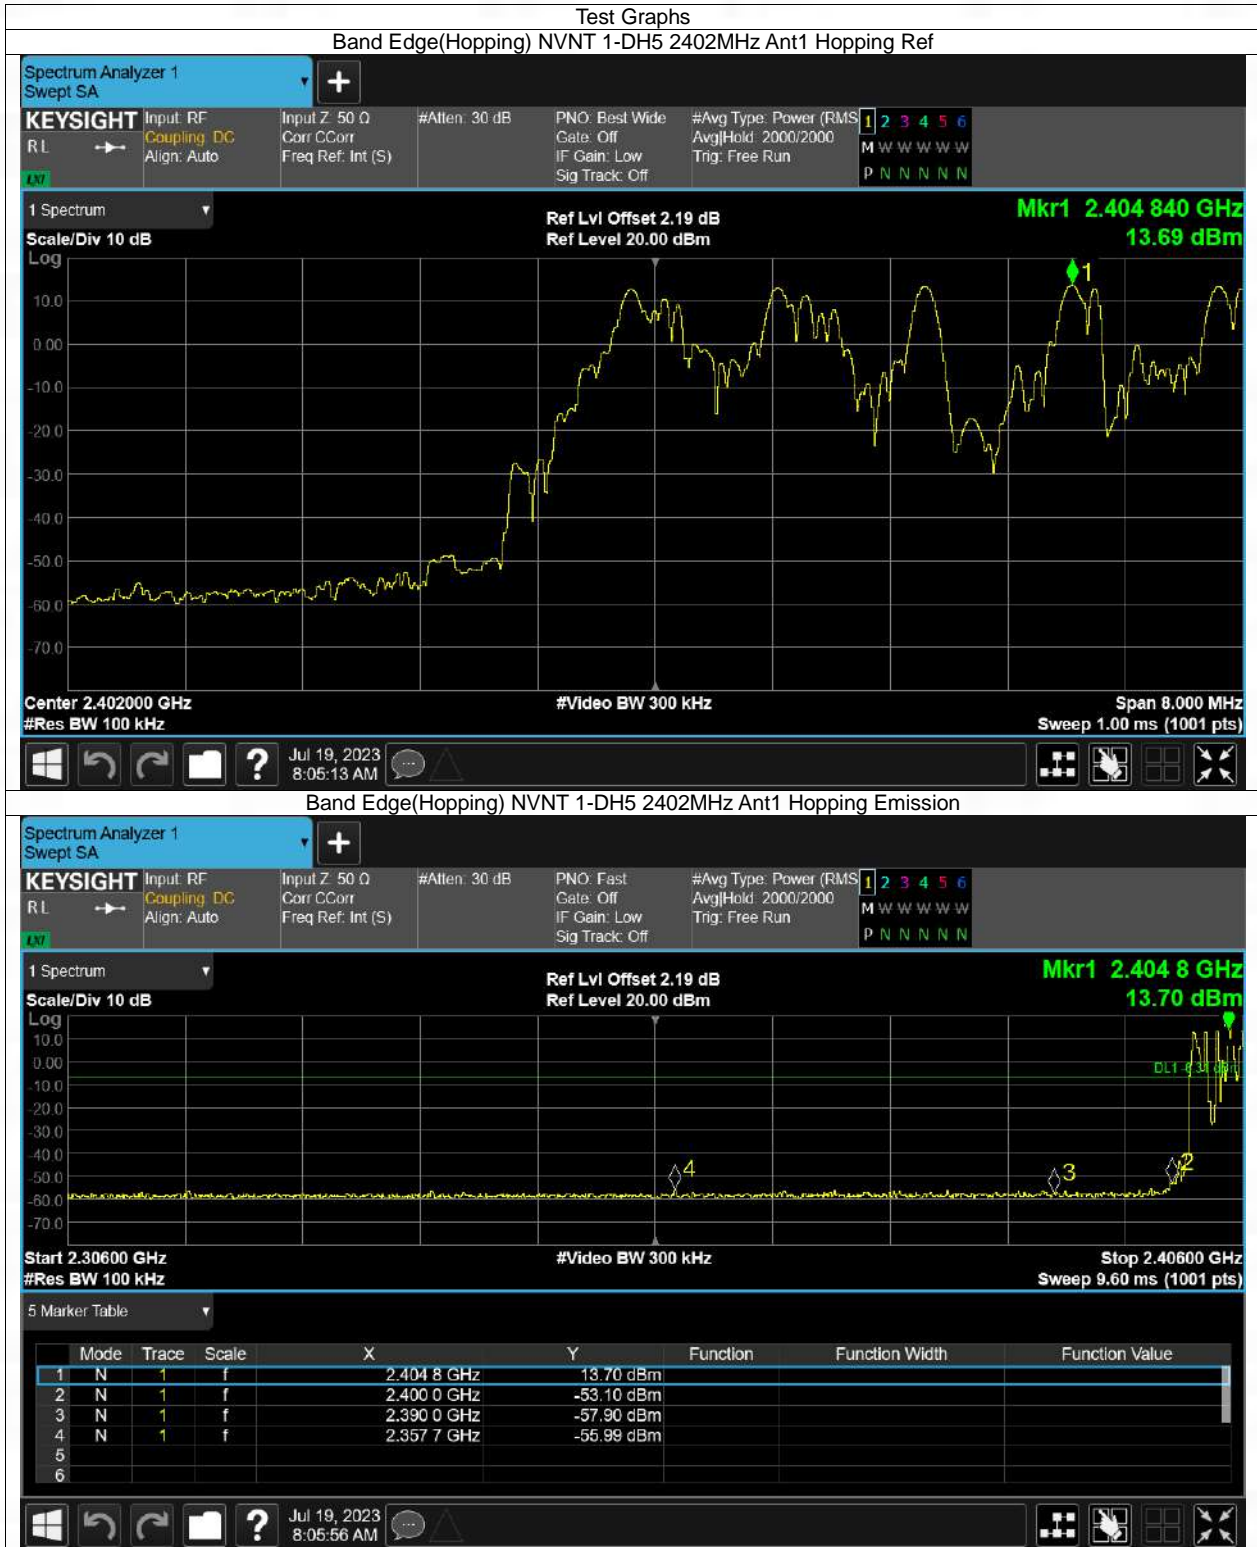 Test Graphs
Band Edge(Hopping) NVNT 1-DH5 2402MHz Ant1 Hopping Ref
Spectrum Analyzer 1
Swept SA
KEYSIGHT Input: RF Input Z: 50 Ω #Atten: 30 dB PNO: Best Wide #Avg Type: Power (RMS 1 2 3 4 5 6
RL Coupling: DC Corr CCorr Gate: Off Avg|Hold: 2000/2000 M W W W W W
Align: Auto Freq Ref: Int (S) IF Gain: Low Trig: Free Run
LXI Sig Track: Off P N N N N N
1 Spectrum Ref Lvl Offset 2.19 dB Mkr1 2.404 840 GHz
Scale/Div 10 dB Ref Level 20.00 dBm 13.69 dBm
Log
1
10.0
0.00
-10.0
-20.0
-30.0
-40.0
-50.0
-60.0
-70.0
Center 2.402000 GHz #Video BW 300 kHz Span 8.000 MHz
#Res BW 100 kHz Sweep 1.00 ms (1001 pts)
? Jul 19, 2023
8:05:13 AM
Band Edge(Hopping) NVNT 1-DH5 2402MHz Ant1 Hopping Emission
Spectrum Analyzer 1
Swept SA
KEYSIGHT Input: RF Input Z: 50 Ω #Atten: 30 dB PNO: Fast #Avg Type: Power (RMS 1 2 3 4 5 6
RL Coupling: DC Corr CCorr Gate: Off Avg|Hold: 2000/2000 M W W W W W
Align: Auto Freq Ref: Int (S) IF Gain: Low Trig: Free Run
LXI Sig Track: Off P N N N N N
1 Spectrum Ref Lvl Offset 2.19 dB Mkr1 2.404 8 GHz
Scale/Div 10 dB Ref Level 20.00 dBm 13.70 dBm
Log
10.0
0.00
DL1 -6.31 dBm
-10.0
-20.0
-30.0
-40.0
4 3 2
-50.0
-60.0
-70.0
Start 2.30600 GHz #Video BW 300 kHz Stop 2.40600 GHz
#Res BW 100 kHz Sweep 9.60 ms (1001 pts)
5 Marker Table
Mode Trace Scale X Y Function Function Width Function Value
1 N 1 f 2.404 8 GHz 13.70 dBm
2 N 1 f 2.400 0 GHz -53.10 dBm
3 N 1 f 2.390 0 GHz -57.90 dBm
4 N 1 f 2.357 7 GHz -55.99 dBm
5
6
? Jul 19, 2023
8:05:56 AM